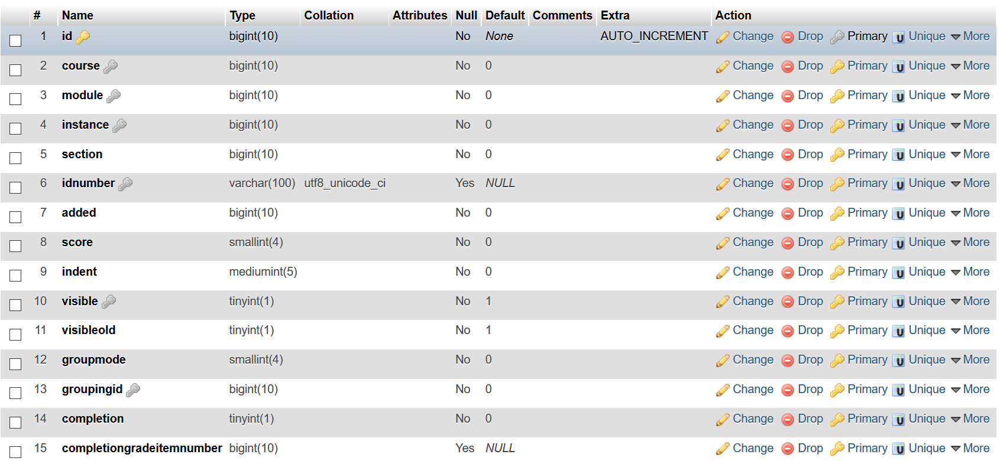 # Name Type Collation Attributes Null Default Comments Extra Action
1 id bigint(10) No None AUTO_INCREMENT Change Drop Primary Unique More
2 course bigint(10) No 0 Change Drop Primary Unique More
3 module bigint(10) No 0 Change Drop Primary Unique More
4 instance bigint(10) No 0 Change Drop Primary Unique More
5 section bigint(10) No 0 Change Drop Primary Unique More
6 idnumber varchar(100) utf8_unicode_ci Yes NULL Change Drop Primary Unique More
7 added bigint(10) No 0 Change Drop Primary Unique More
8 score smallint(4) No 0 Change Drop Primary Unique More
9 indent mediumint(5) No 0 Change Drop Primary Unique More
10 visible tinyint(1) No 1 Change Drop Primary Unique More
11 visibleold tinyint(1) No 1 Change Drop Primary Unique More
12 groupmode smallint(4) No 0 Change Drop Primary Unique More
13 groupingid bigint(10) No 0 Change Drop Primary Unique More
14 completion tinyint(1) No 0 Change Drop Primary Unique More
15 completiongradeitemnumber bigint(10) Yes NULL Change Drop Primary Unique More